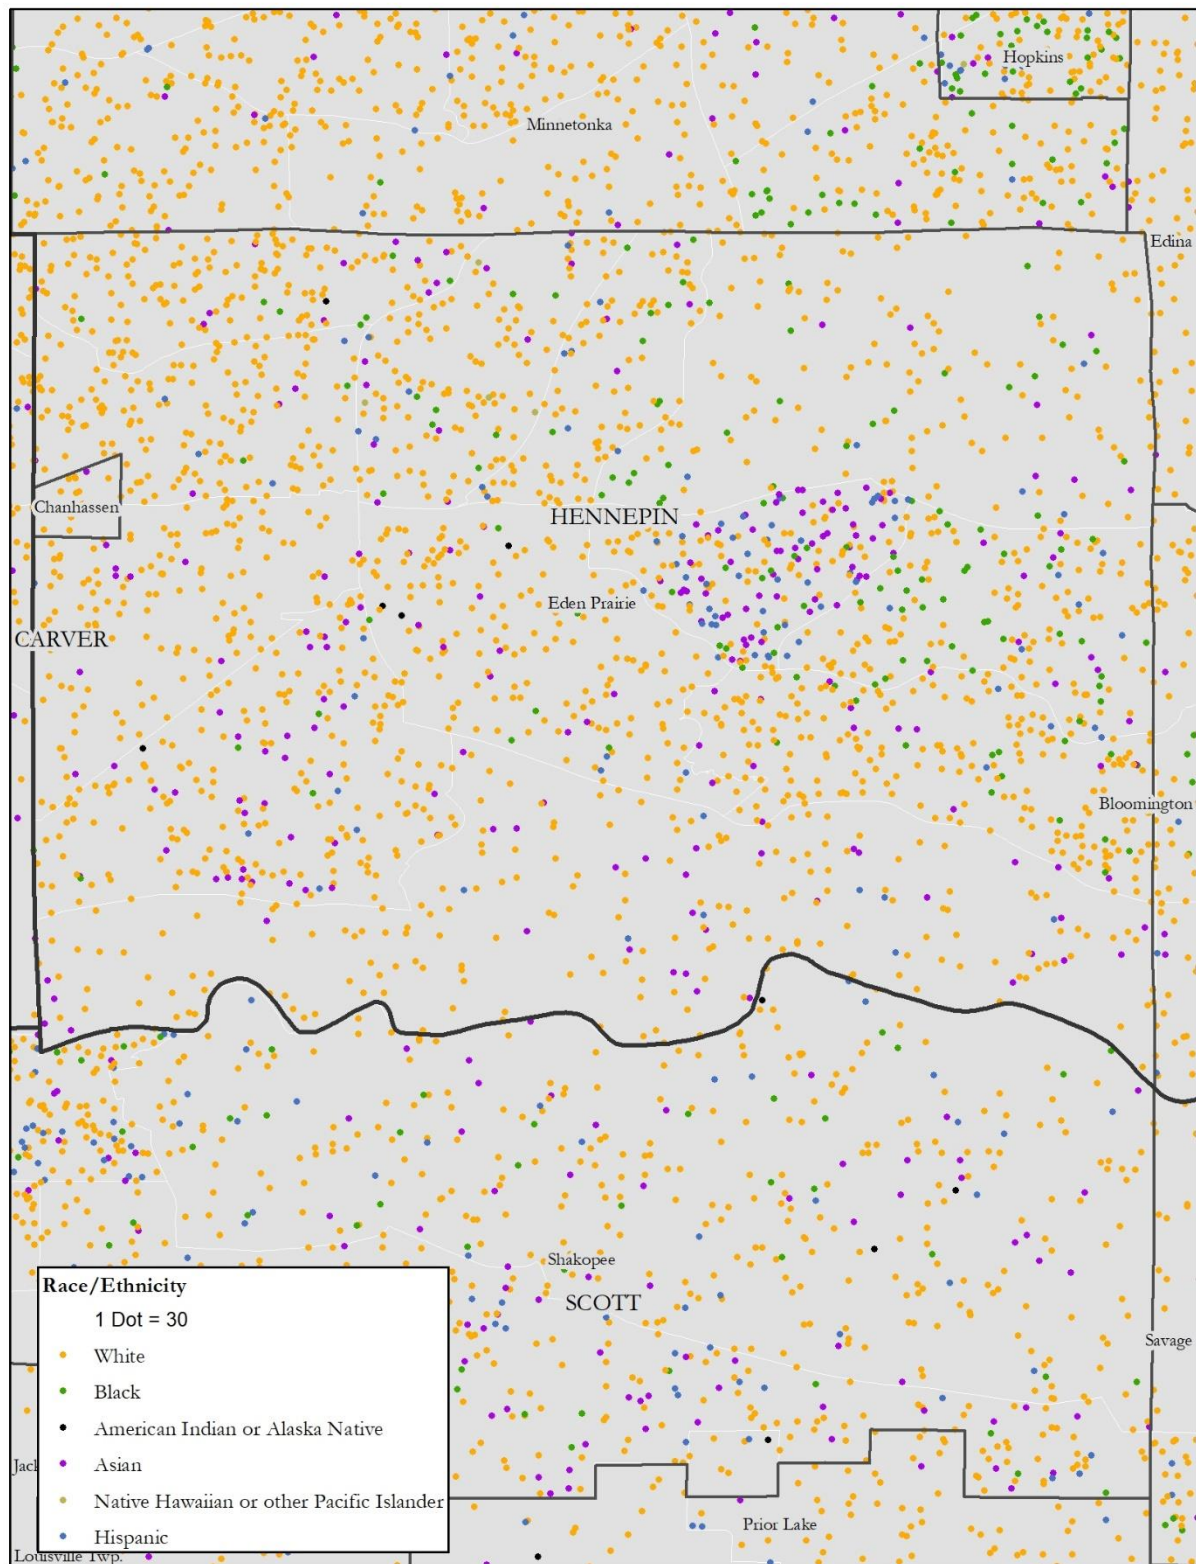 Hopkins
Minnetonka
Edina
Chanhassen
HENNEPIN
Eden Prairie
CARVER
Bloomington
Shakopee
SCOTT
Savage
Race/Ethnicity
1 Dot = 30
White
Black
American Indian or Alaska Native
Asian
Native Hawaiian or other Pacific Islander
Hispanic
Jack
Prior Lake
Louisville Twp.